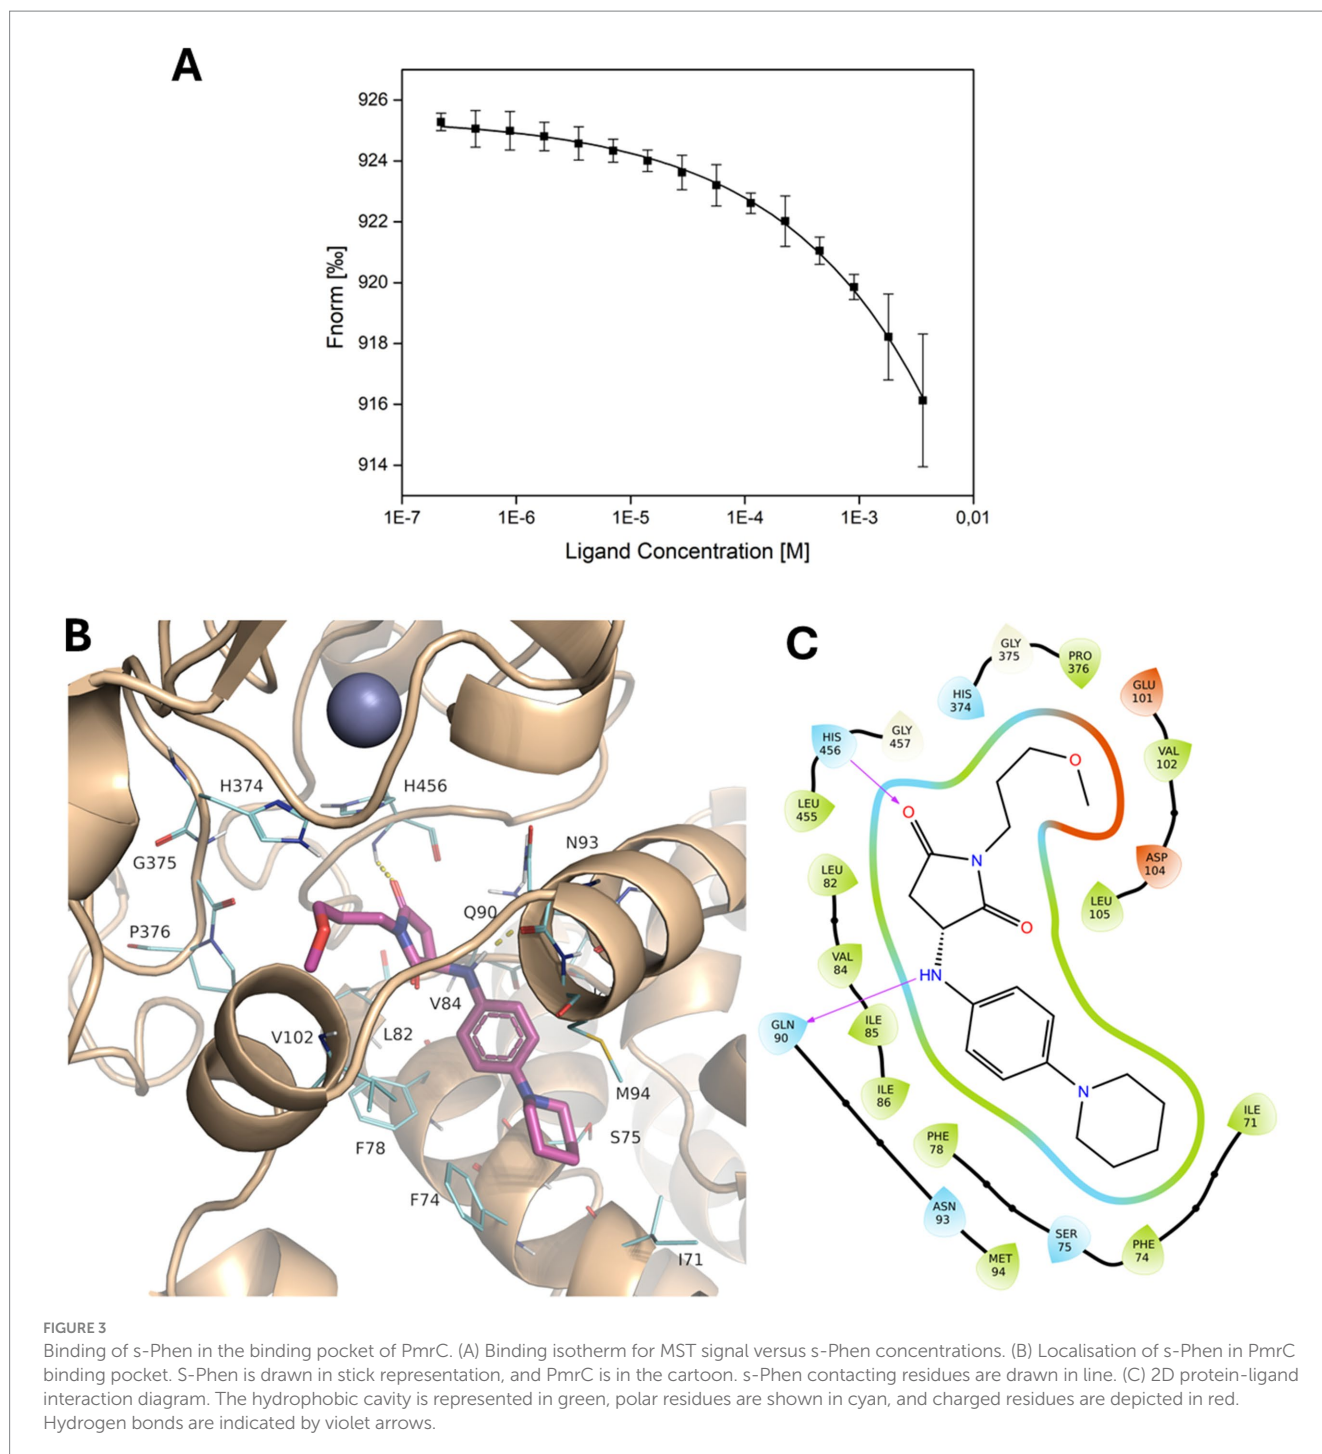 A
926
924
922
920
918
916
914
Fnorm [‰]
1E-7 1E-6 1E-5 1E-4 1E-3 0,01
Ligand Concentration [M]
B
H374
H456
G375
N93
Q90
P376
V84
V102
L82
M94
F78
S75
F74
I71
C
GLY
375
PRO
376
HIS
374
GLU
101
HIS
456
GLY
457
VAL
102
LEU
455
O
O
N
O
ASP
104
LEU
105
LEU
82
VAL
84
HN
ILE
85
GLN
90
ILE
86
N
ILE
71
PHE
78
ASN
93
SER
75
PHE
74
MET
94
FIGURE 3
Binding of s-Phen in the binding pocket of PmrC. (A) Binding isotherm for MST signal versus s-Phen concentrations. (B) Localisation of s-Phen in PmrC
binding pocket. S-Phen is drawn in stick representation, and PmrC is in the cartoon. s-Phen contacting residues are drawn in line. (C) 2D protein-ligand
interaction diagram. The hydrophobic cavity is represented in green, polar residues are shown in cyan, and charged residues are depicted in red.
Hydrogen bonds are indicated by violet arrows.